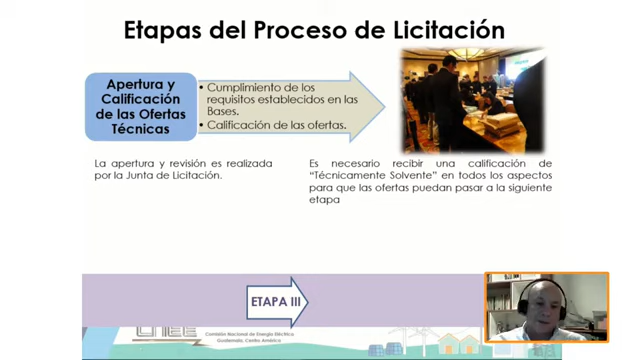 Etapas del Proceso de Licitación
Apertura y
Calificación
de las Ofertas
Técnicas
• Cumplimiento de los
requisitos establecidos en las
Bases.
• Calificación de las ofertas.
La apertura y revisión es realizada
por la Junta de Licitación.
Es necesario recibir una calificación de
“Técnicamente Solvente” en todos los aspectos
para que las ofertas puedan pasar a la siguiente
etapa
ETAPA III
Comisión Nacional de Energía Eléctrica
Guatemala, Centro América